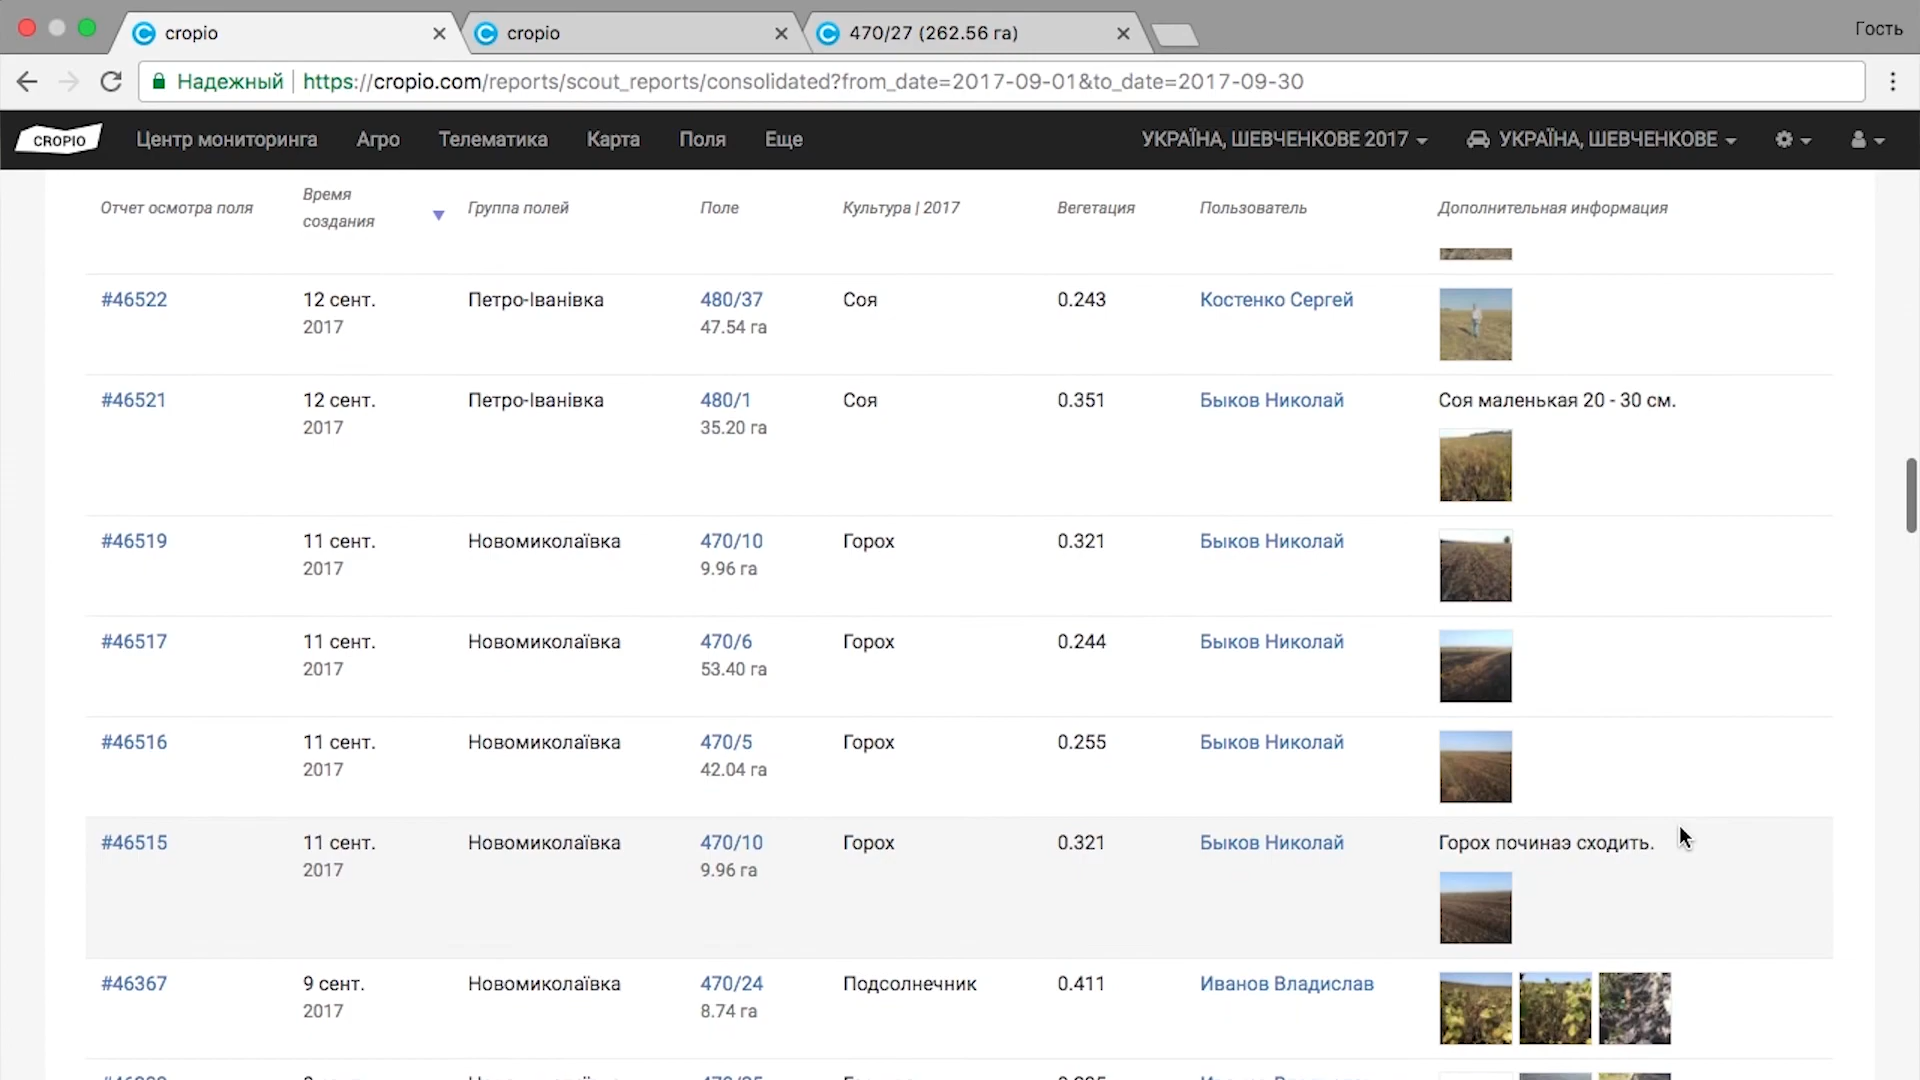 cropio
cropio
470/27 (262.56 га)
Гость
Надежный
https://cropio.com/reports/scout_reports/consolidated?from_date=2017-09-01&to_date=2017-09-30
CROPIO
Центр мониторинга
Агро
Телематика
Карта
Поля
Еще
УКРАЇНА, ШЕВЧЕНКОВЕ 2017
УКРАЇНА, ШЕВЧЕНКОВЕ
Отчет осмотра поля
Время
создания
Группа полей
Поле
Культура | 2017
Вегетация
Пользователь
Дополнительная информация
#46522
12 сент.
2017
Петро-Іванівка
480/37
47.54 га
Соя
0.243
Костенко Сергей
#46521
12 сент.
2017
Петро-Іванівка
480/1
35.20 га
Соя
0.351
Быков Николай
Соя маленькая 20 - 30 см.
#46519
11 сент.
2017
Новомиколаївка
470/10
9.96 га
Горох
0.321
Быков Николай
#46517
11 сент.
2017
Новомиколаївка
470/6
53.40 га
Горох
0.244
Быков Николай
#46516
11 сент.
2017
Новомиколаївка
470/5
42.04 га
Горох
0.255
Быков Николай
#46515
11 сент.
2017
Новомиколаївка
470/10
9.96 га
Горох
0.321
Быков Николай
Горох починаэ сходить.
#46367
9 сент.
2017
Новомиколаївка
470/24
8.74 га
Подсолнечник
0.411
Иванов Владислав